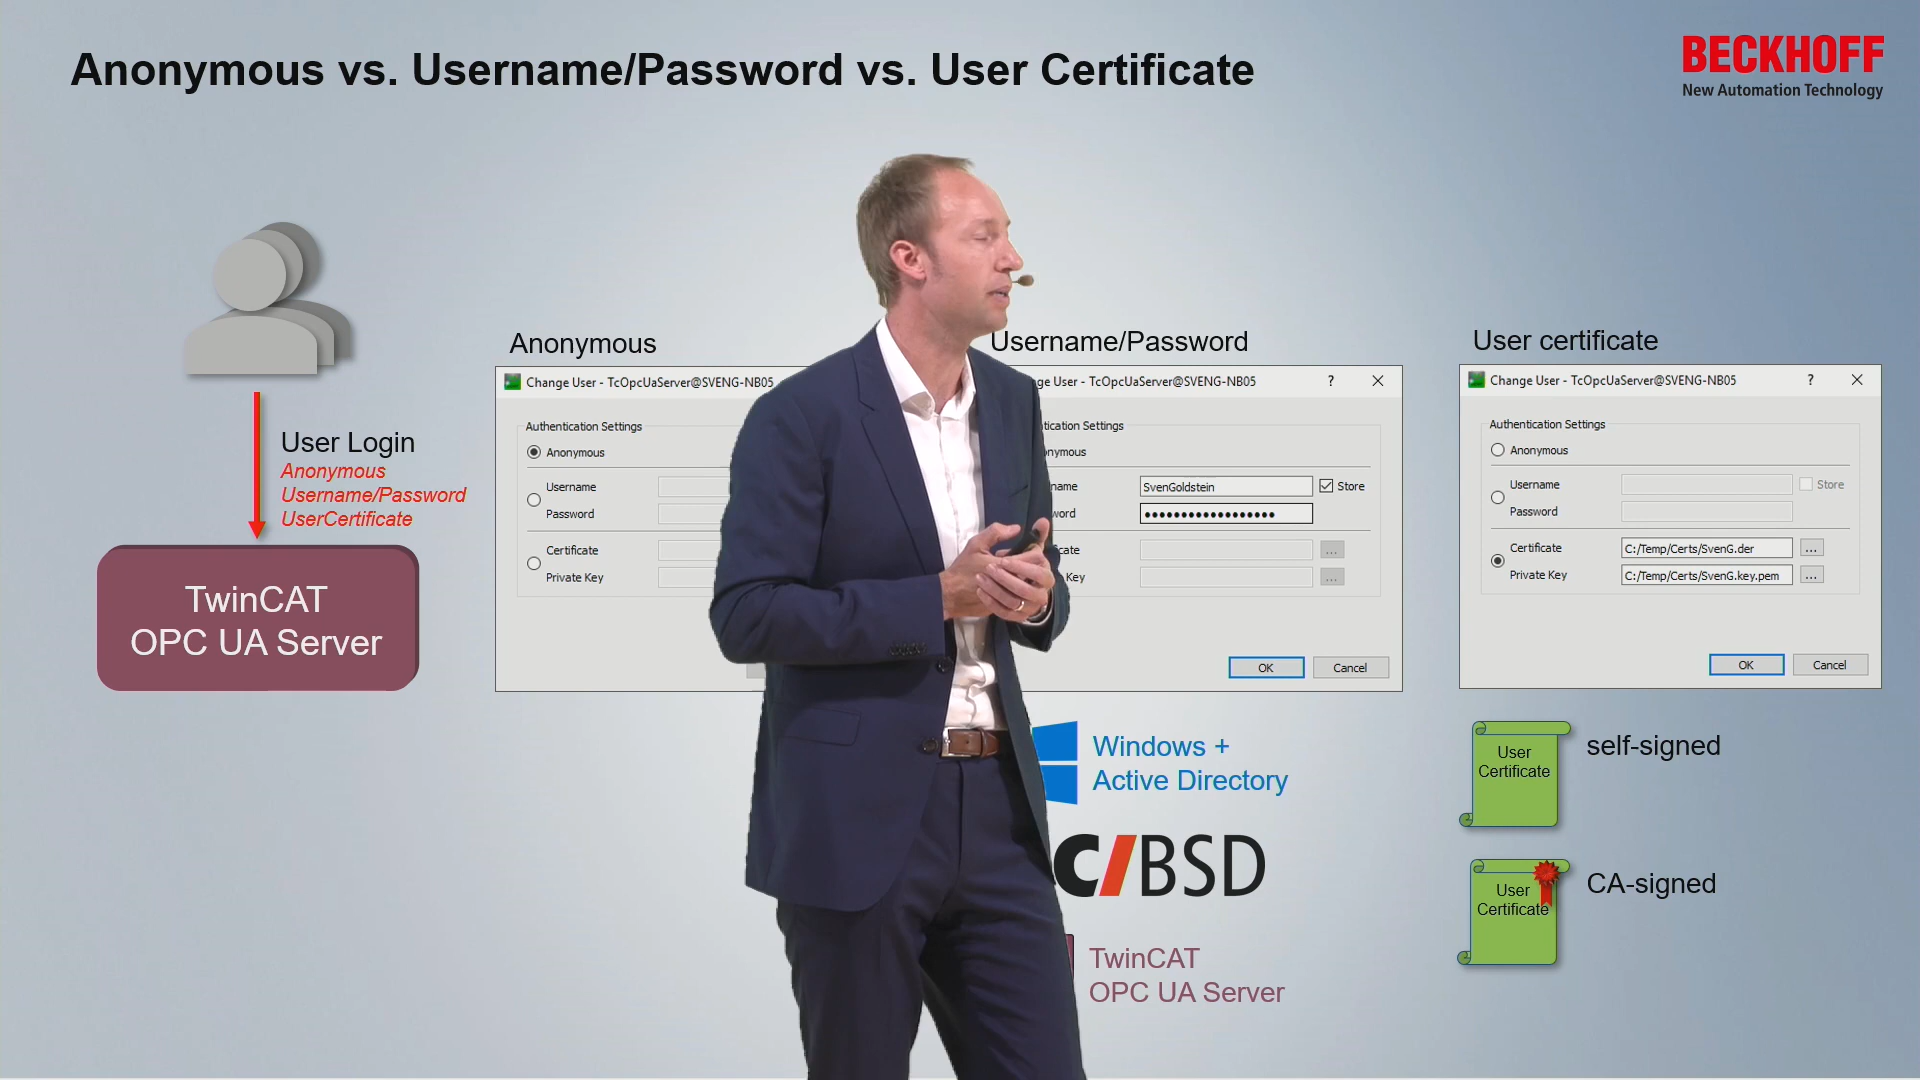 Anonymous vs. Username/Password vs. User Certificate
BECKHOFF
New Automation Technology
User Login
Anonymous
Username/Password
UserCertificate
TwinCAT
OPC UA Server
Anonymous
Change User - TcOpcUaServer@SVENG-NB05
Authentication Settings
Anonymous
Username
Password
Certificate
Private Key
Username/Password
ge User - TcOpcUaServer@SVENG-NB05
? ×
tication Settings
nymous
name
SvenGoldstein
Store
word
••••••••••••••••••
cate
...
Key
...
OK
Cancel
Windows +
Active Directory
C/BSD
TwinCAT
OPC UA Server
User certificate
Change User - TcOpcUaServer@SVENG-NB05
? ×
Authentication Settings
Anonymous
Username
Store
Password
Certificate
C:/Temp/Certs/SvenG.der
...
Private Key
C:/Temp/Certs/SvenG.key.pem
...
OK
Cancel
User
Certificate
self-signed
User
Certificate
CA-signed